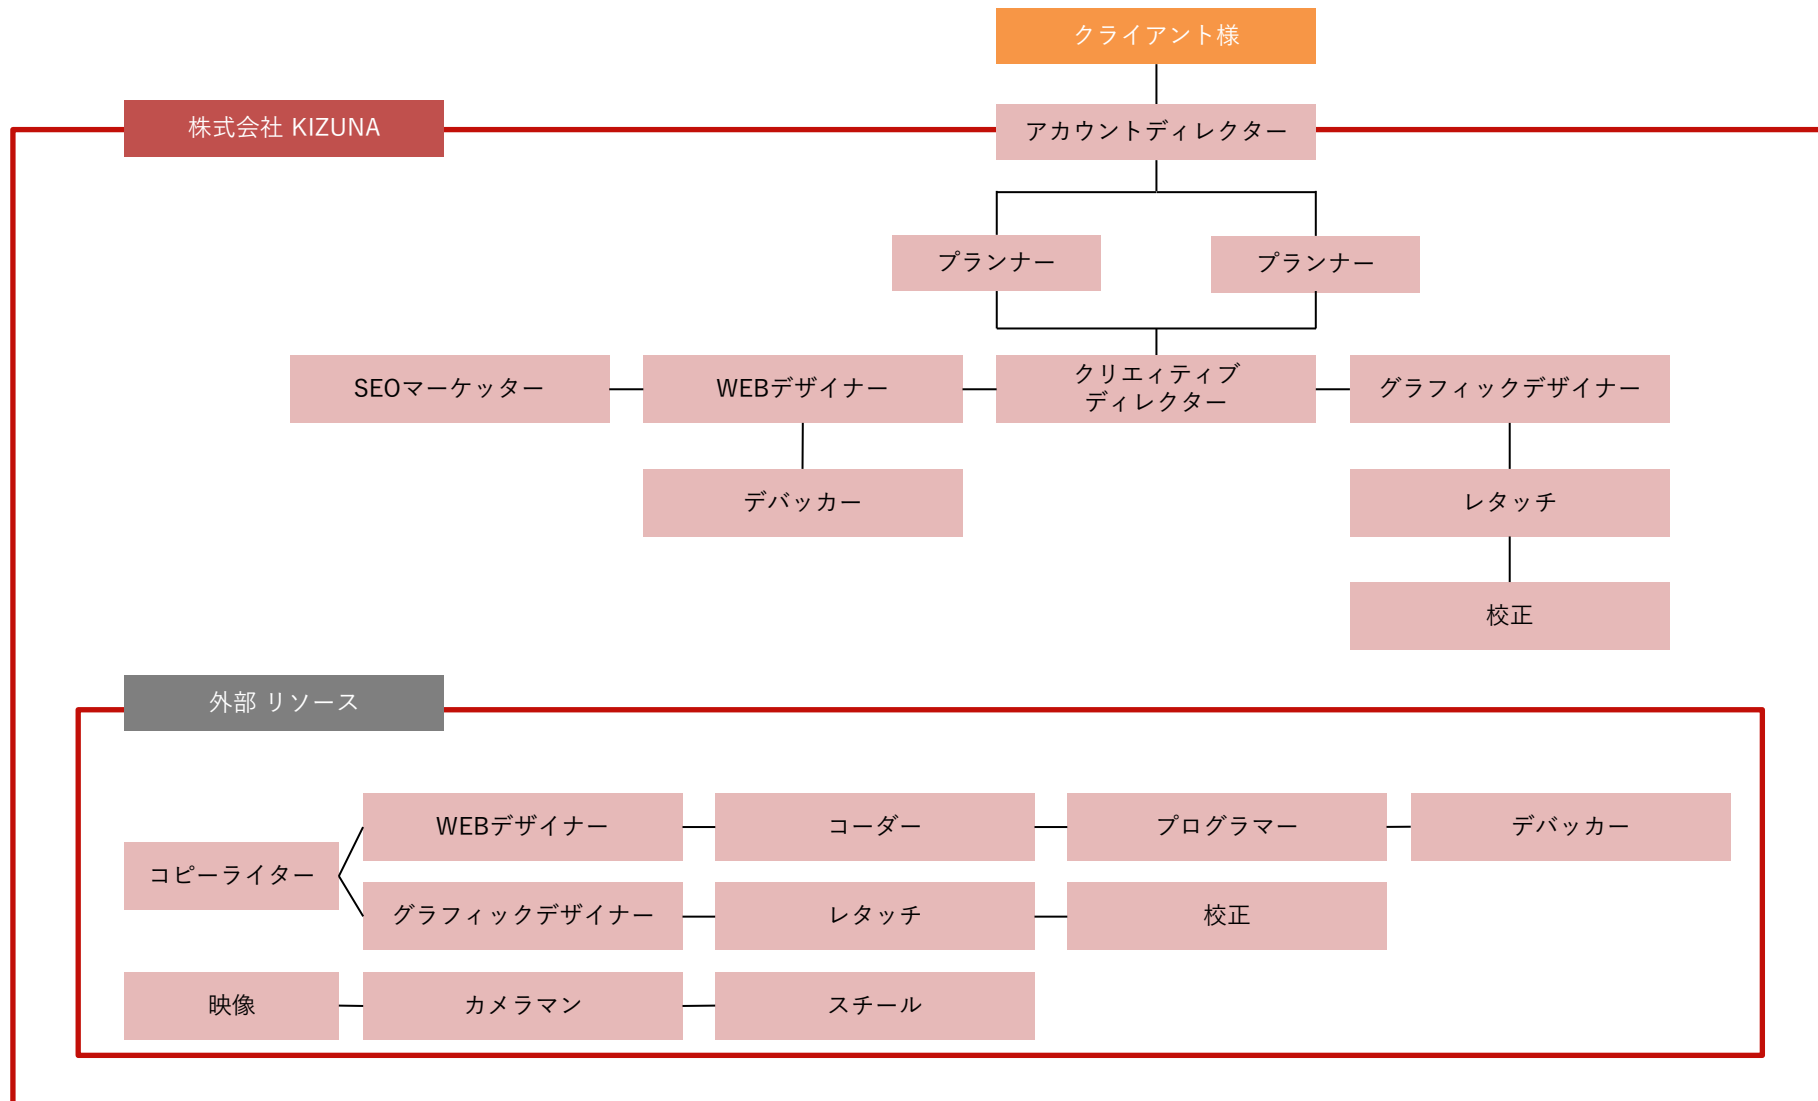 クライアント様
株式会社 KIZUNA
アカウントディレクター
プランナー
プランナー
SEOマーケッター
WEBデザイナー
クリエィティブ
ディレクター
グラフィックデザイナー
デバッカー
レタッチ
校正
外部 リソース
WEBデザイナー
コーダー
プログラマー
デバッカー
コピーライター
グラフィックデザイナー
レタッチ
校正
映像
カメラマン
スチール